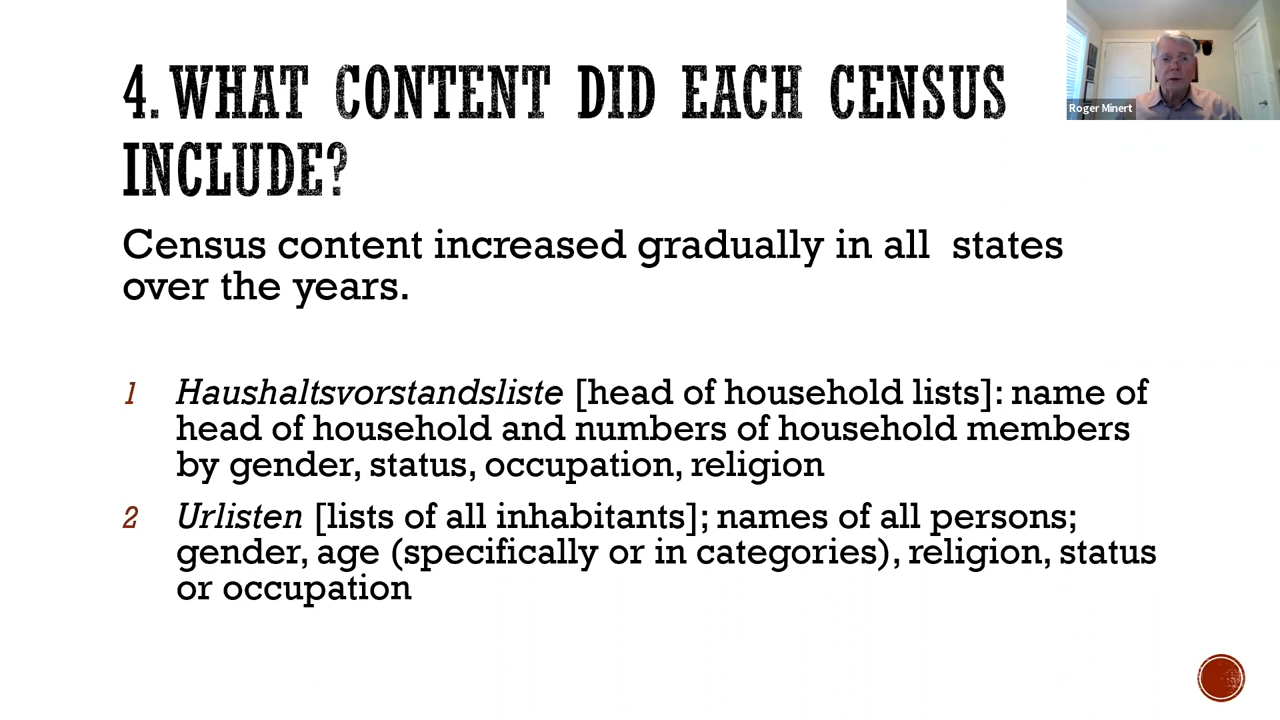 4. WHAT CONTENT DID EACH CENSUS
INCLUDE?
Roger Minert
Census content increased gradually in all states
over the years.
1 Haushaltsvorstandsliste [head of household lists]: name of
head of household and numbers of household members
by gender, status, occupation, religion
2 Urlisten [lists of all inhabitants]; names of all persons;
gender, age (specifically or in categories), religion, status
or occupation